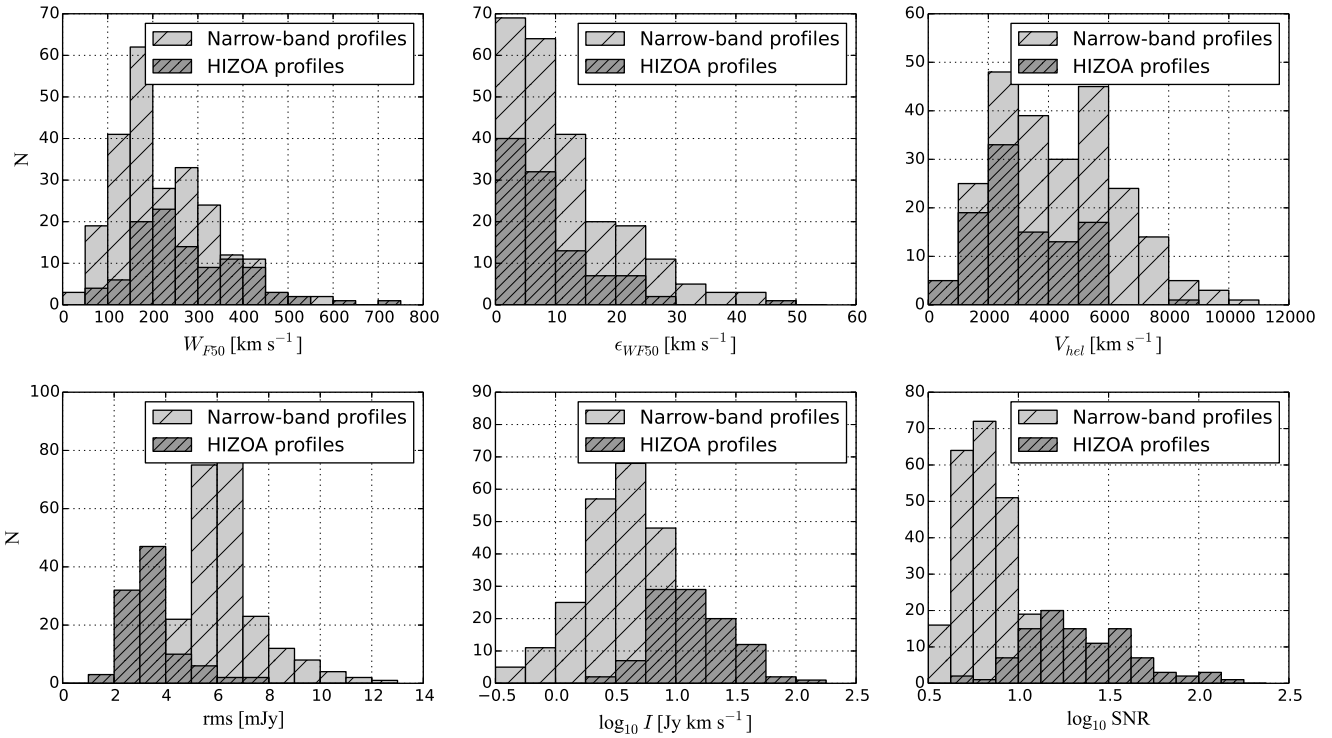 N
70
60
50
40
30
20
10
0
Narrow-band profiles
HIZOA profiles
0 100 200 300 400 500 600 700 800
W_{F50} [km s⁻¹]
70
60
50
40
30
20
10
0
Narrow-band profiles
HIZOA profiles
0 10 20 30 40 50 60
ϵ_{WF50} [km s⁻¹]
60
50
40
30
20
10
0
Narrow-band profiles
HIZOA profiles
0 2000 4000 6000 8000 10000 12000
V_{hel} [km s⁻¹]
N
100
80
60
40
20
0
Narrow-band profiles
HIZOA profiles
0 2 4 6 8 10 12 14
rms [mJy]
90
80
70
60
50
40
30
20
10
0
Narrow-band profiles
HIZOA profiles
−0.5 0.0 0.5 1.0 1.5 2.0 2.5
log₁₀ I [Jy km s⁻¹]
80
70
60
50
40
30
20
10
0
Narrow-band profiles
HIZOA profiles
0.5 1.0 1.5 2.0 2.5
log₁₀ SNR